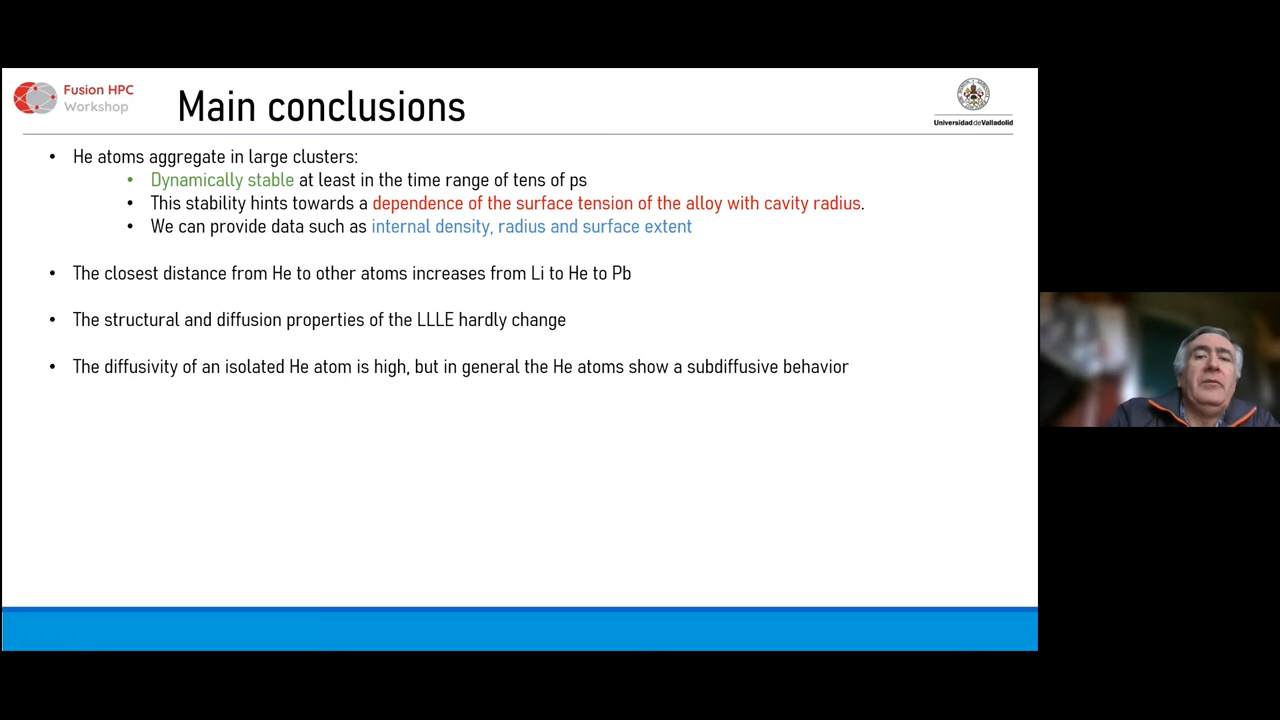 Fusion HPC
Workshop
Main conclusions
Universidad de Valladolid
• He atoms aggregate in large clusters:
• Dynamically stable at least in the time range of tens of ps
• This stability hints towards a dependence of the surface tension of the alloy with cavity radius.
• We can provide data such as internal density, radius and surface extent
• The closest distance from He to other atoms increases from Li to He to Pb
• The structural and diffusion properties of the LLLE hardly change
• The diffusivity of an isolated He atom is high, but in general the He atoms show a subdiffusive behavior